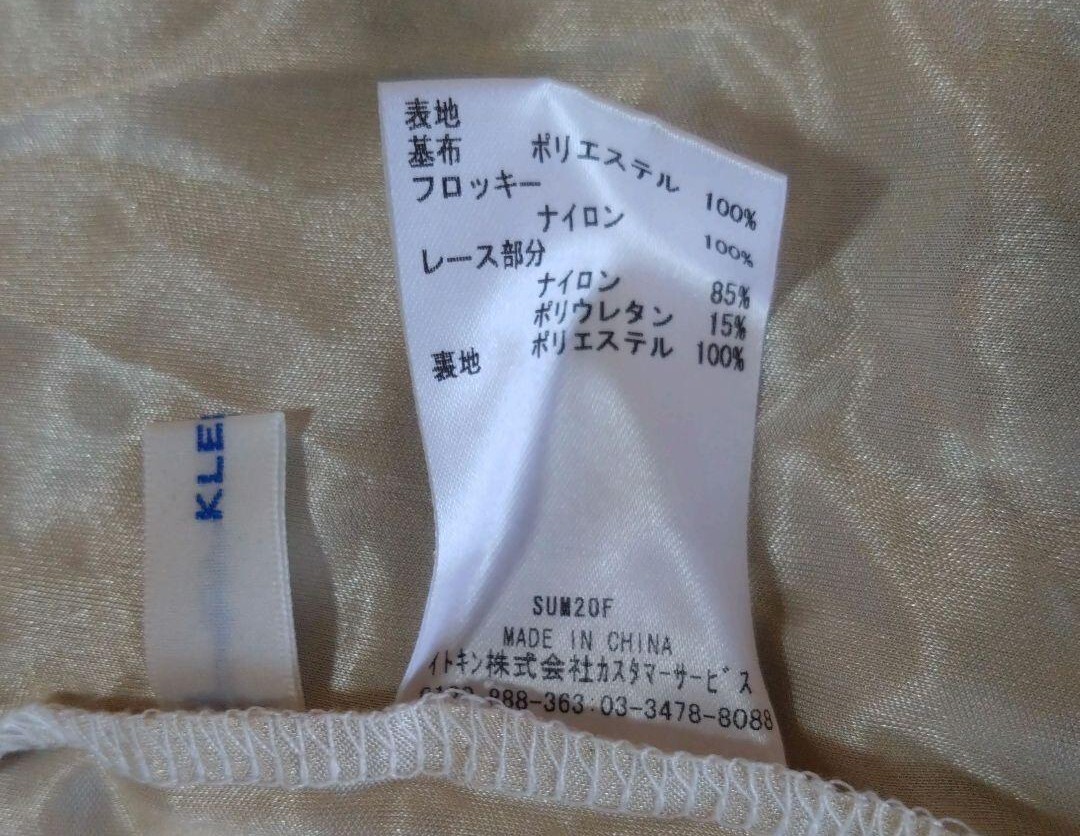 表地
基布 ポリエステル 100%
フロッキー
ナイロン 100%
レース部分
ナイロン 85%
ポリウレタン 15%
裏地 ポリエステル 100%
SUM20F
MADE IN CHINA
イトキン株式会社カスタマーサービス
888-363:03-3478-8088
KLE